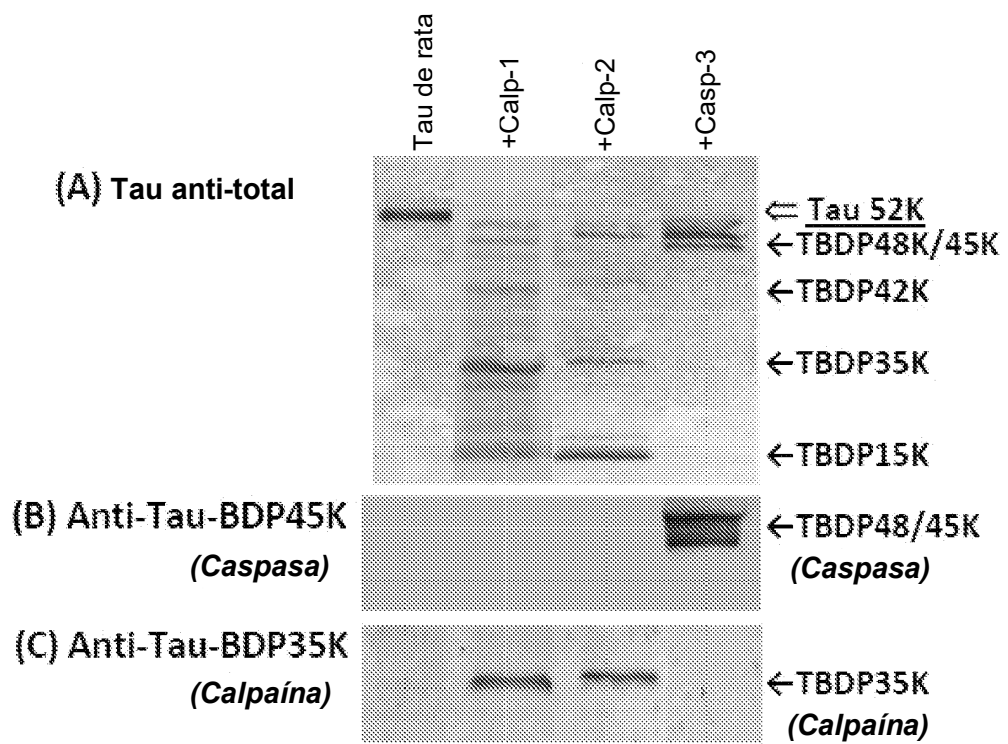 Tau de rata
+Calp-1
+Calp-2
+Casp-3
(A) Tau anti-total
⇐ Tau 52K
←TBDP48K/45K
←TBDP42K
←TBDP35K
←TBDP15K
(B) Anti-Tau-BDP45K
(Caspasa)
←TBDP48/45K
(Caspasa)
(C) Anti-Tau-BDP35K
(Calpaína)
←TBDP35K
(Calpaína)